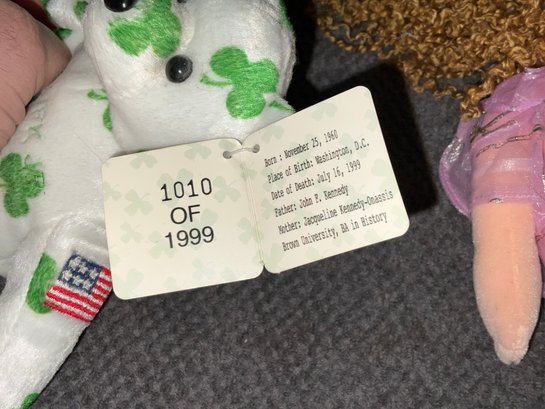 1010
OF
1999
Born : November 25, 1960
Place of Birth: Washington, D.C.
Date of Death: July 16, 1999
Father: John F. Kennedy
Mother: Jacqueline Kennedy-Onassis
Brown University, BA in History